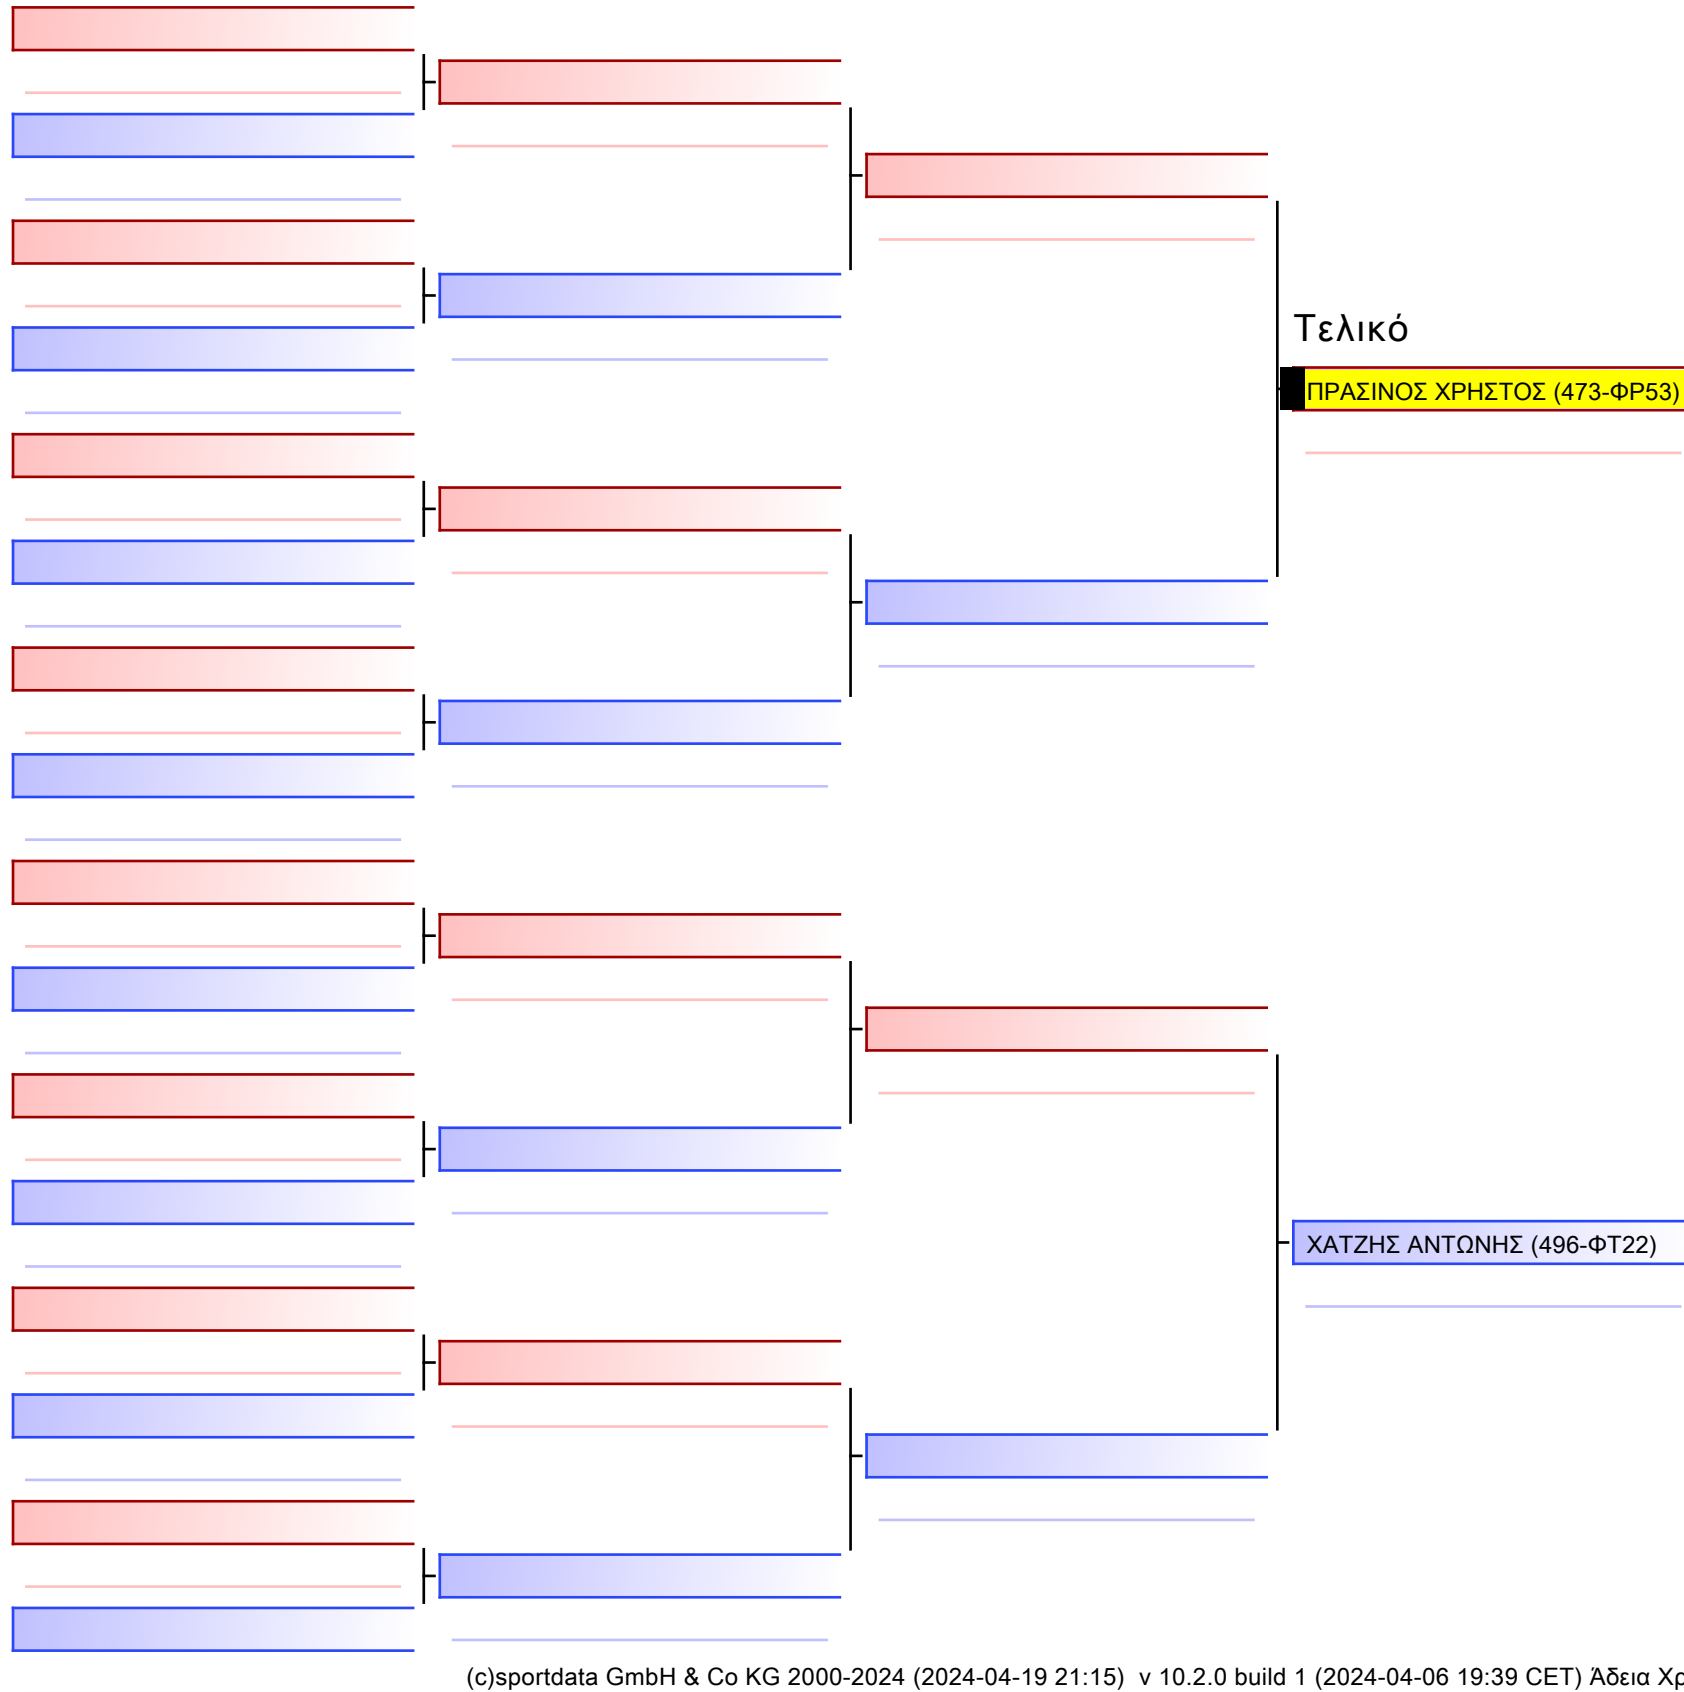 Τελικό
ΠΡΑΣΙΝΟΣ ΧΡΗΣΤΟΣ (473-ΦΡ53)
ΧΑΤΖΗΣ ΑΝΤΩΝΗΣ (496-ΦΤ22)
(c)sportdata GmbH & Co KG 2000-2024 (2024-04-19 21:15) v 10.2.0 build 1 (2024-04-06 19:39 CET) Άδεια